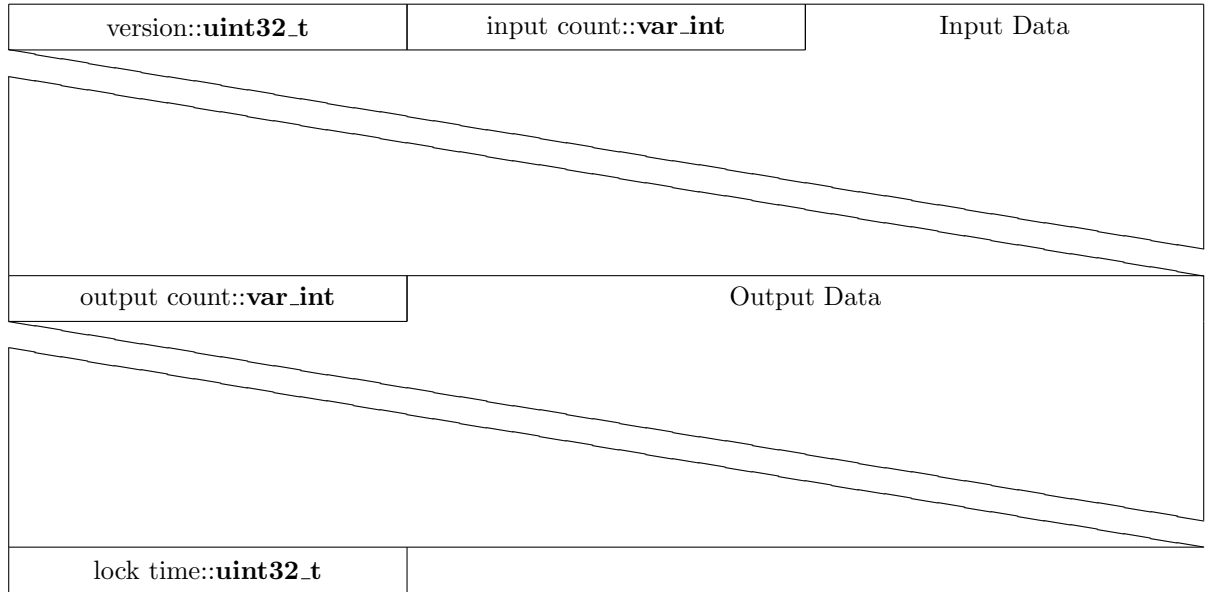 version::uint32_t input count::var_int Input Data
output count::var_int Output Data
lock time::uint32_t